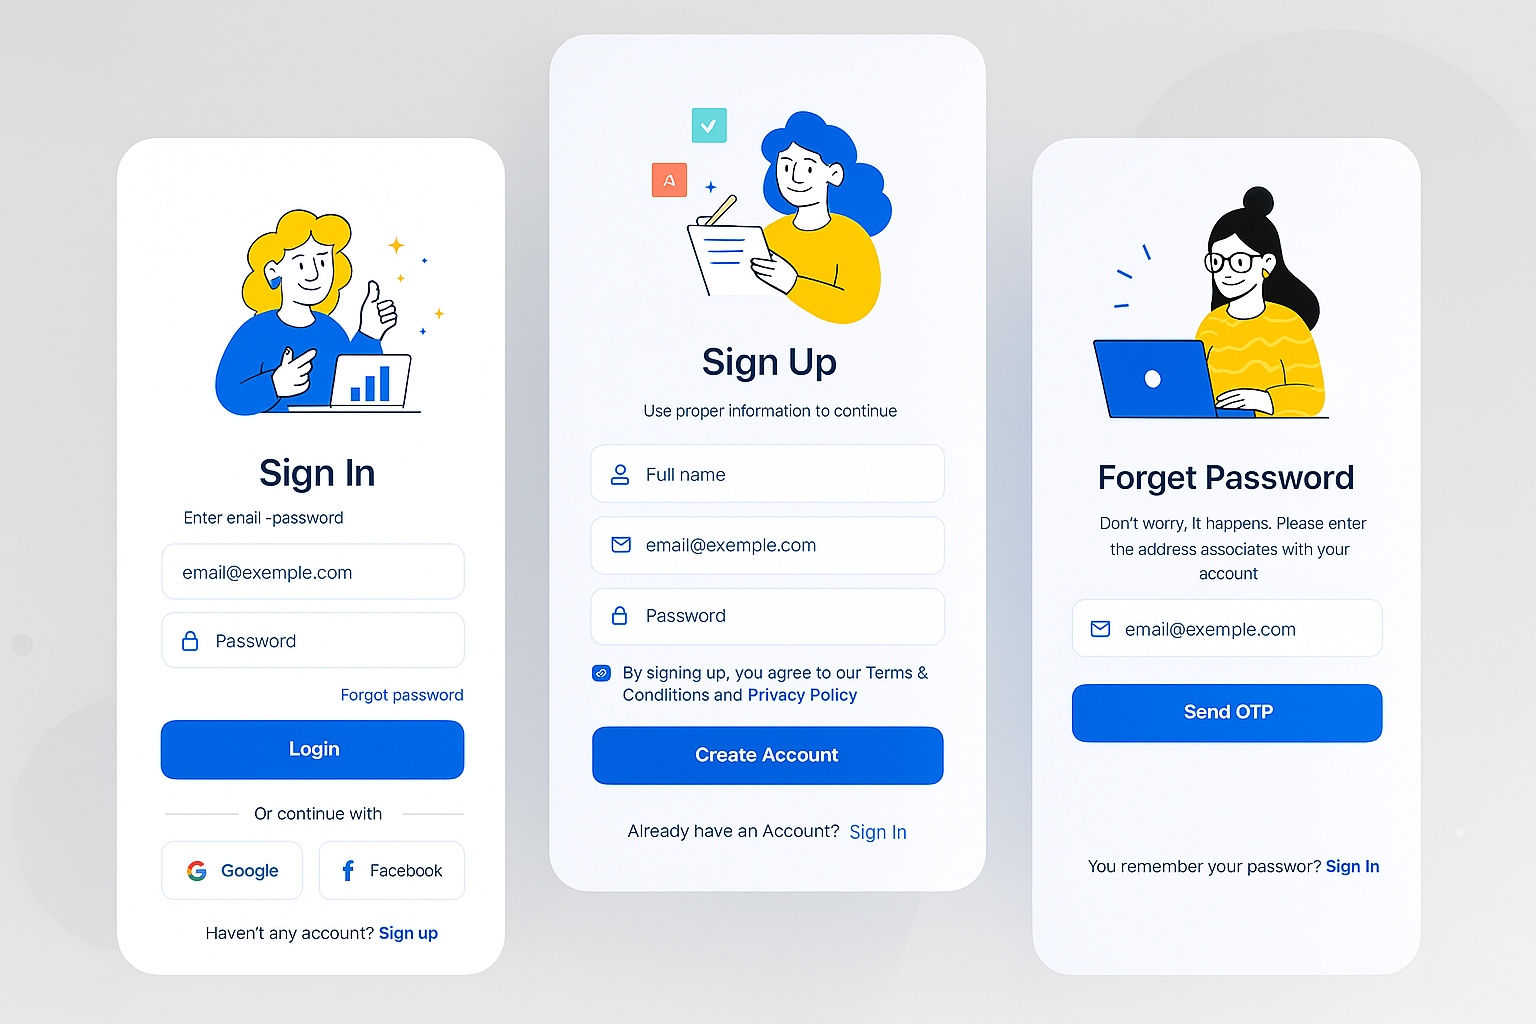 Sign In
Enter enail -password
email@exemple.com
Password
Forgot password
Login
Or continue with
Google
Facebook
Haven't any account? Sign up
A
Sign Up
Use proper information to continue
Full name
email@exemple.com
Password
By signing up, you agree to our Terms &
Conditions and Privacy Policy
Create Account
Already have an Account? Sign In
Forget Password
Don't worry, It happens. Please enter
the address associates with your
account
email@exemple.com
Send OTP
You remember your passwor? Sign In